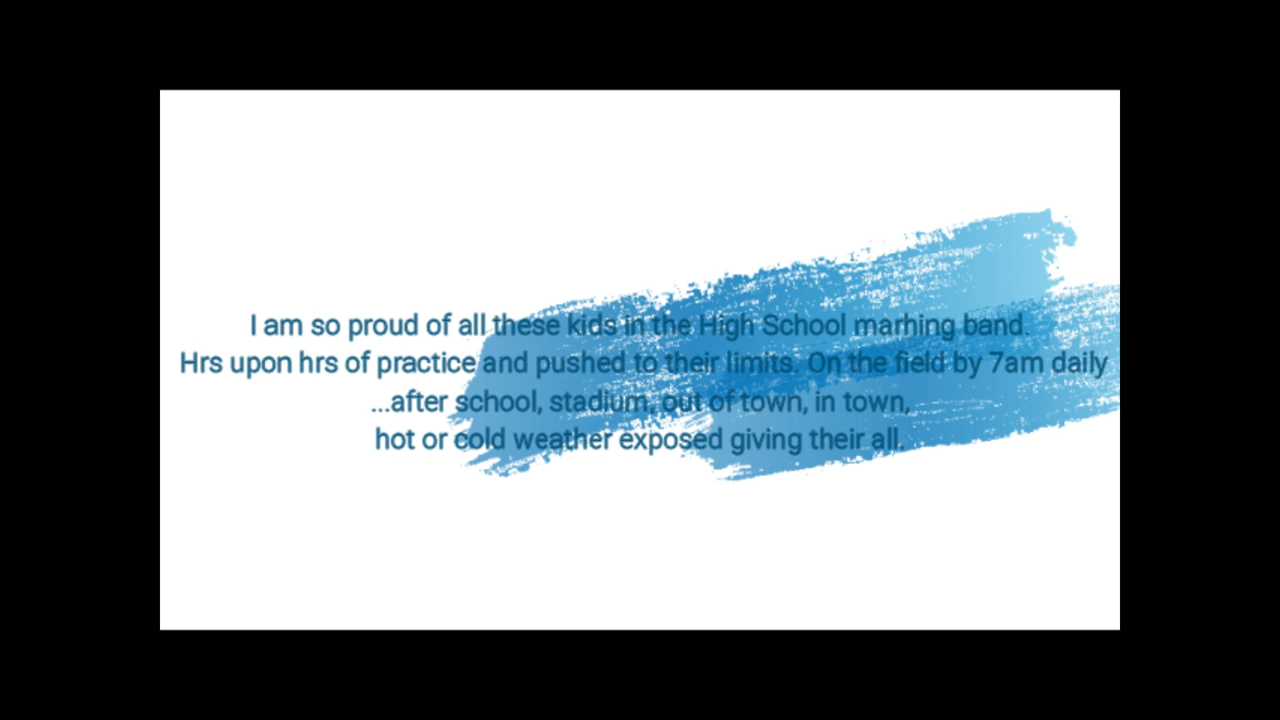 I am so proud of all these kids in the High School marhing band.
Hrs upon hrs of practice and pushed to their limits. On the field by 7am daily
...after school, stadium, out of town, in town,
hot or cold weather exposed giving their all.